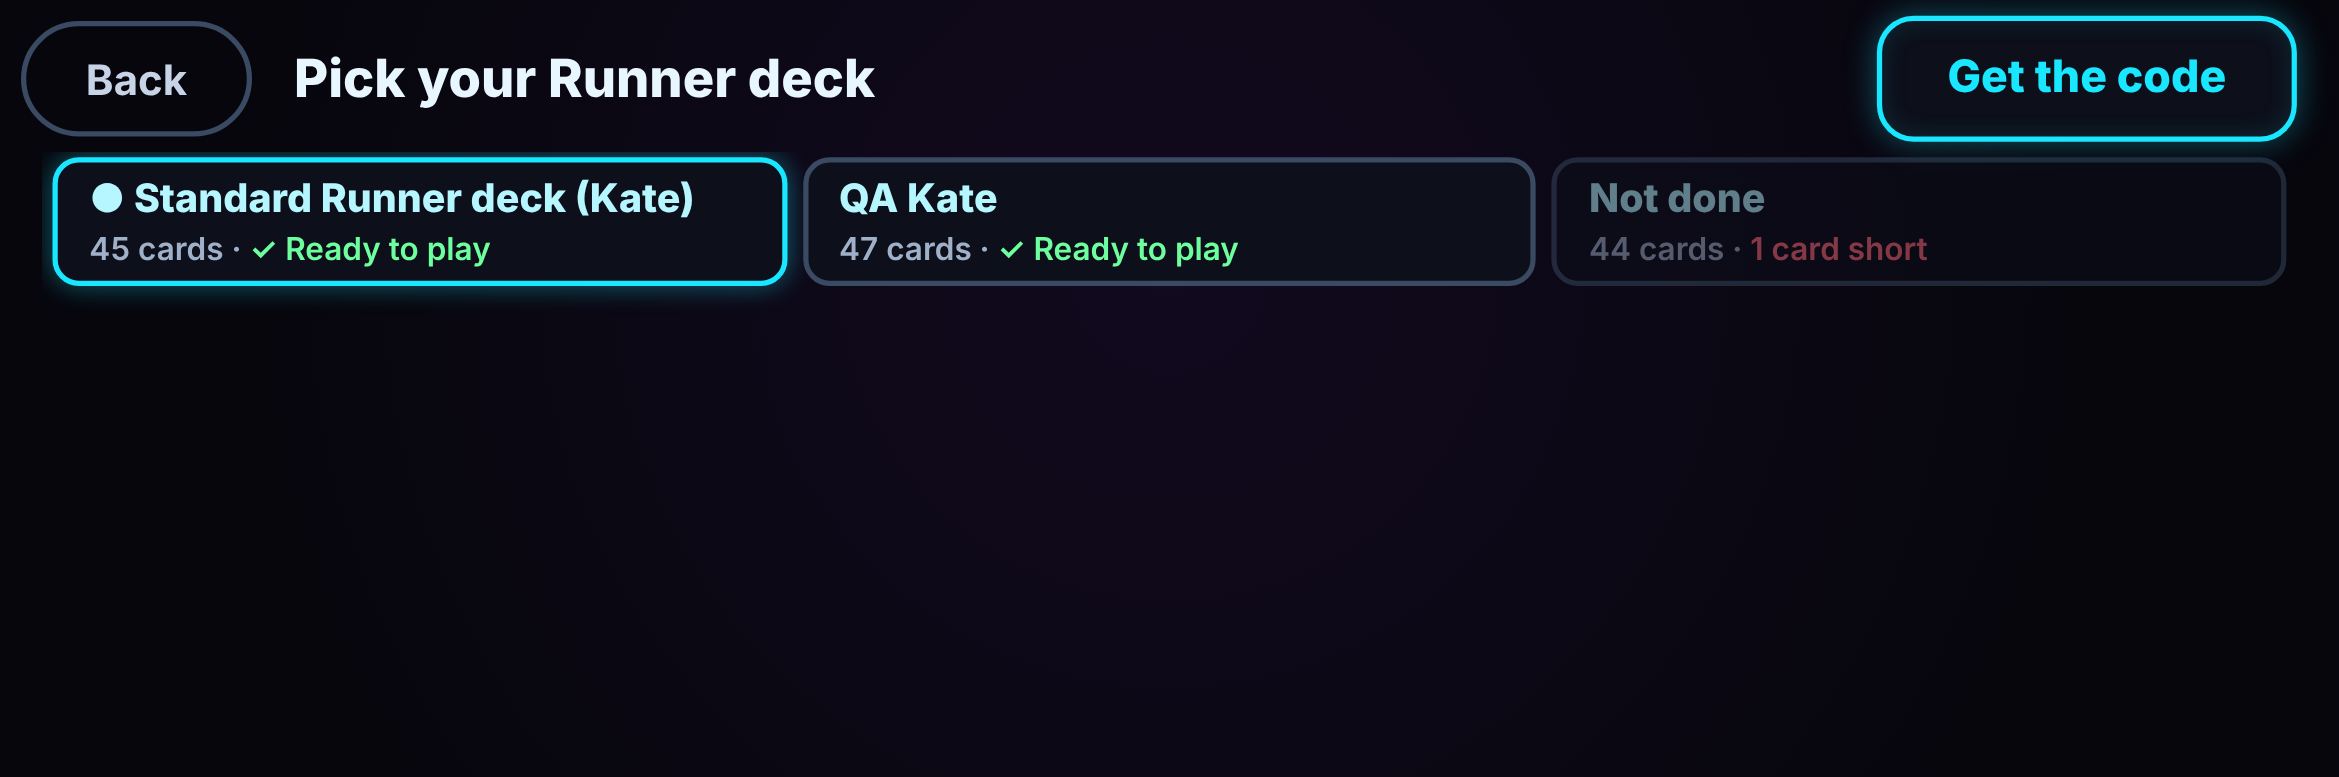 Back
Pick your Runner deck
Get the code
● Standard Runner deck (Kate)
45 cards · ✓ Ready to play
QA Kate
47 cards · ✓ Ready to play
Not done
44 cards · 1 card short